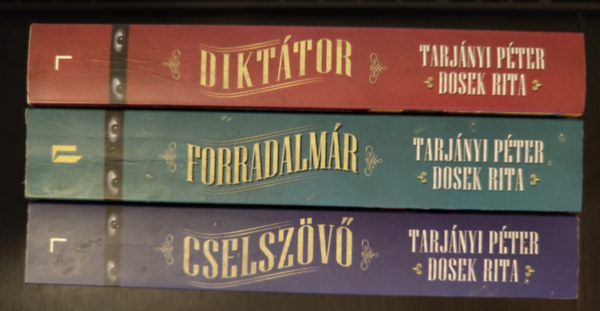 DIKTÁTOR
TARJÁNYI PÉTER
DOSEK RITA
FORRADALMÁR
TARJÁNYI PÉTER
DOSEK RITA
CSELSZÖVŐ
TARJÁNYI PÉTER
DOSEK RITA